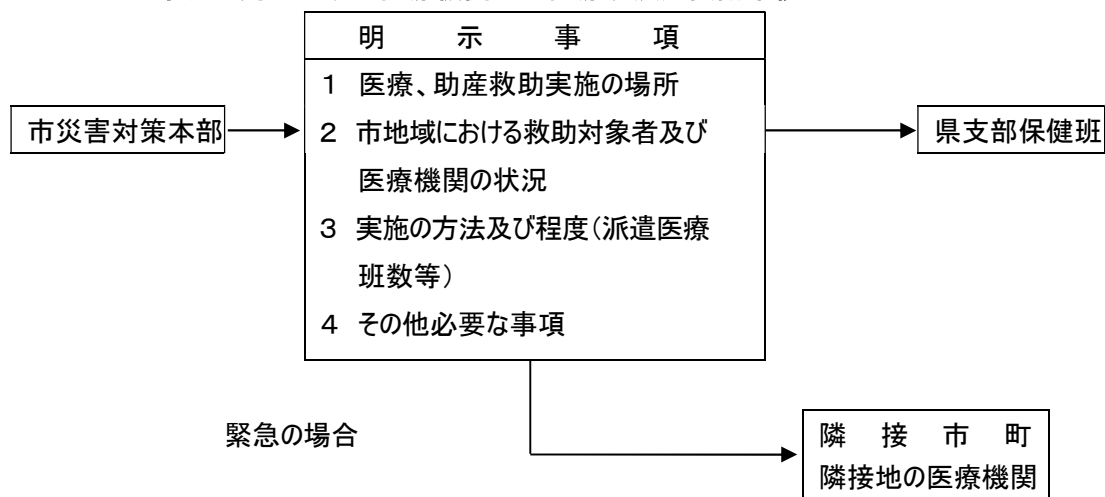 明示事項
１ 医療、助産救助実施の場所
市災害対策本部
２ 市地域における救助対象者及び
医療機関の状況
県支部保健班
３ 実施の方法及び程度（派遣医療
班数等）
４ その他必要な事項
緊急の場合
隣接市町
隣接地の医療機関